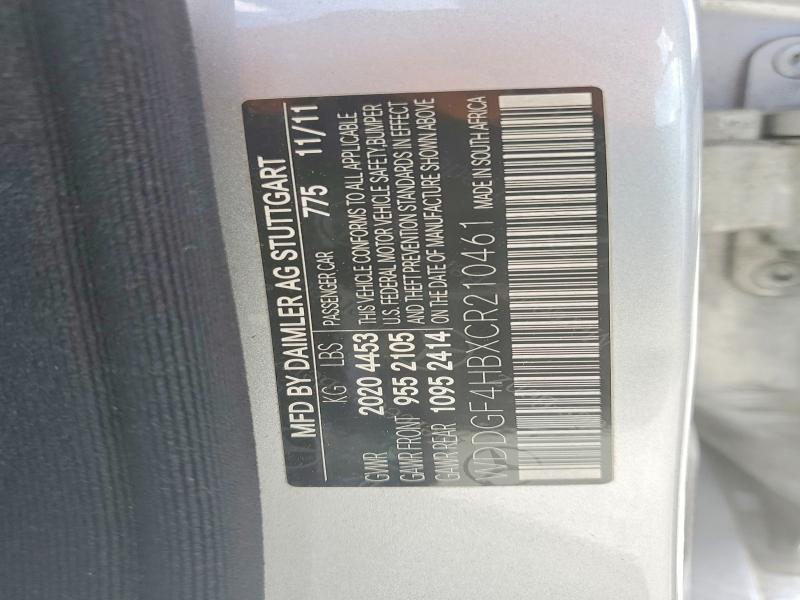 MFD BY DAIMLER AG STUTTGART
KG LBS PASSENGER CAR 775 11/11
GWR 2020 4453 THIS VEHICLE CONFORMS TO ALL APPLICABLE
GAWR FRONT 955 2105 U.S. FEDERAL MOTOR VEHICLE SAFETY, BUMPER
GAWR REAR 1095 2414 AND THEFT PREVENTION STANDARDS IN EFFECT
ON THE DATE OF MANUFACTURE SHOWN ABOVE
WDDGF4HBXCR210461 MADE IN SOUTH AFRICA